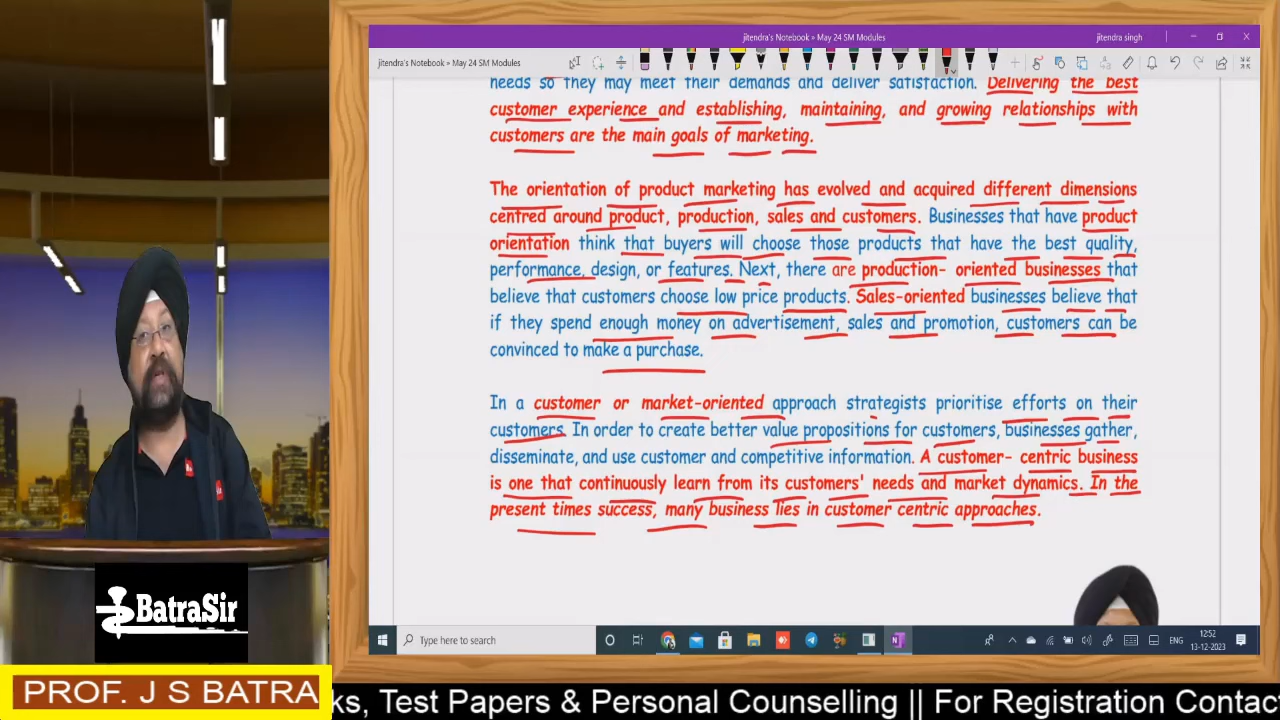 jitendra's Notebook » May 24 SM Modules
jitendra singh
jitendra's Notebook » May 24 SM Modules
needs so they may meet their demands and deliver satisfaction. Delivering the best
customer experience and establishing, maintaining, and growing relationships with
customers are the main goals of marketing.
The orientation of product marketing has evolved and acquired different dimensions
centred around product, production, sales and customers. Businesses that have product
orientation think that buyers will choose those products that have the best quality,
performance, design, or features. Next, there are production- oriented businesses that
believe that customers choose low price products. Sales-oriented businesses believe that
if they spend enough money on advertisement, sales and promotion, customers can be
convinced to make a purchase.
In a customer or market-oriented approach strategists prioritise efforts on their
customers. In order to create better value propositions for customers, businesses gather,
disseminate, and use customer and competitive information. A customer- centric business
is one that continuously learn from its customers' needs and market dynamics. In the
present times success, many business lies in customer centric approaches.
BatraSir
Type here to search
ENG
12:52
13-12-2023
PROF. J S BATRA
ks, Test Papers & Personal Counselling || For Registration Contac